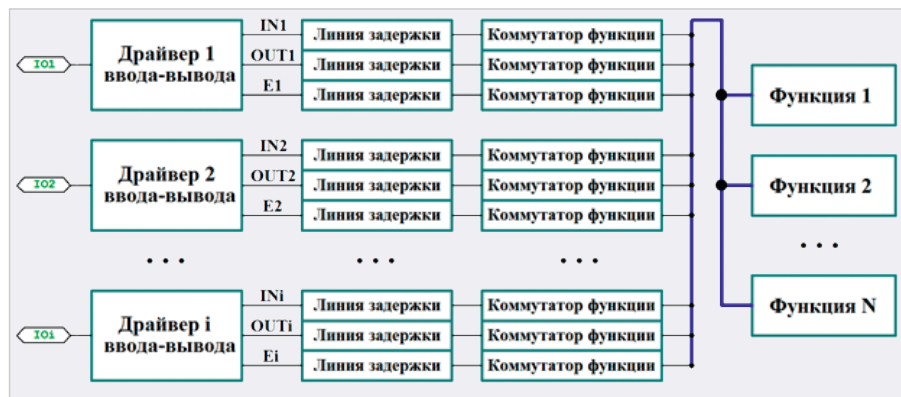 IN1
Линия задержки
Коммутатор функции
IO1
Драйвер 1
ввода-вывода
OUT1
Линия задержки
Коммутатор функции
E1
Линия задержки
Коммутатор функции
Функция 1
IN2
Линия задержки
Коммутатор функции
IO2
Драйвер 2
ввода-вывода
OUT2
Линия задержки
Коммутатор функции
Функция 2
E2
Линия задержки
Коммутатор функции
• • •
• • •
• • •
• • •
INi
Линия задержки
Коммутатор функции
Функция N
IOi
Драйвер i
ввода-вывода
OUTi
Линия задержки
Коммутатор функции
Ei
Линия задержки
Коммутатор функции